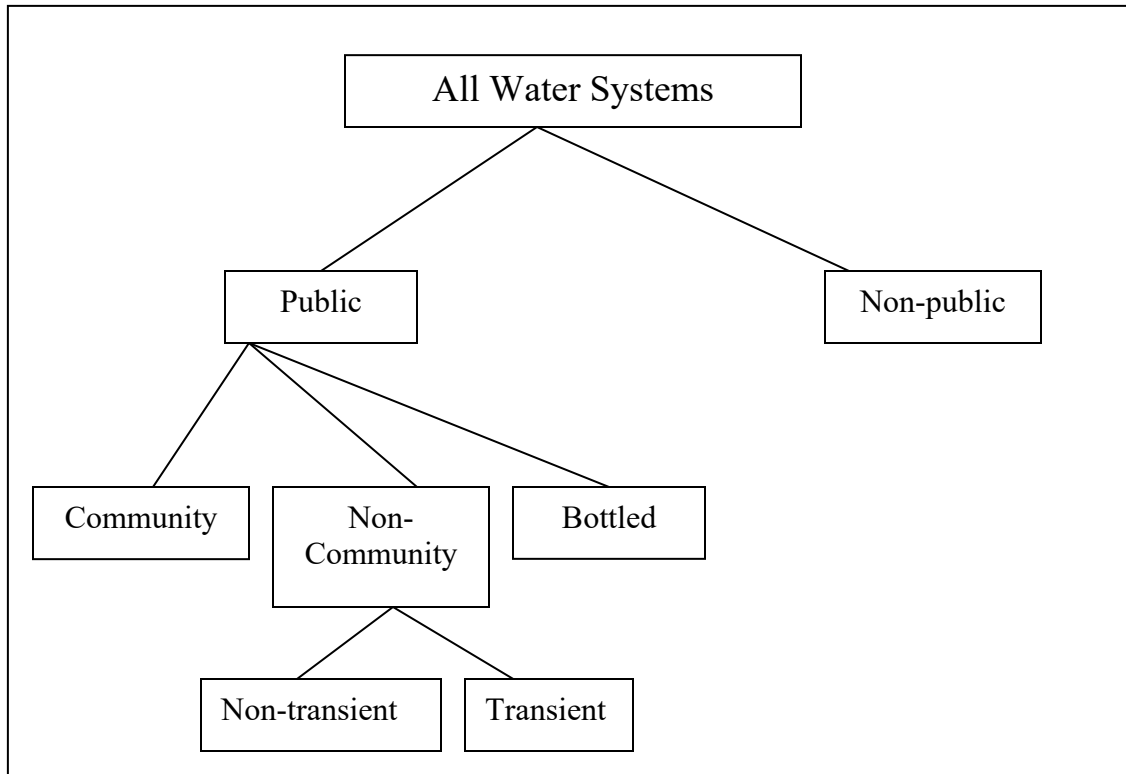 All Water Systems
Public
Non-public
Community
Non-
Community
Bottled
Non-transient
Transient